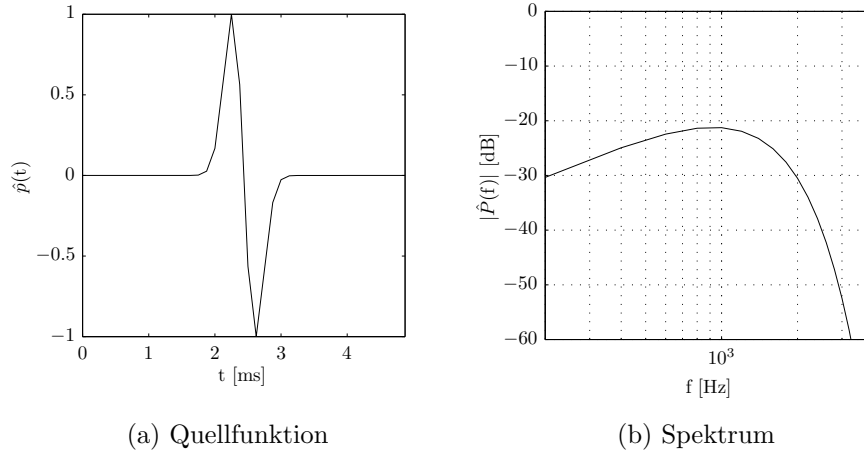 1
0.5
0
−0.5
−1
p̂(t)
0 1 2 3 4
t [ms]
(a) Quellfunktion
0
−10
−20
−30
−40
−50
−60
|P̂(f)| [dB]
10³
f [Hz]
(b) Spektrum